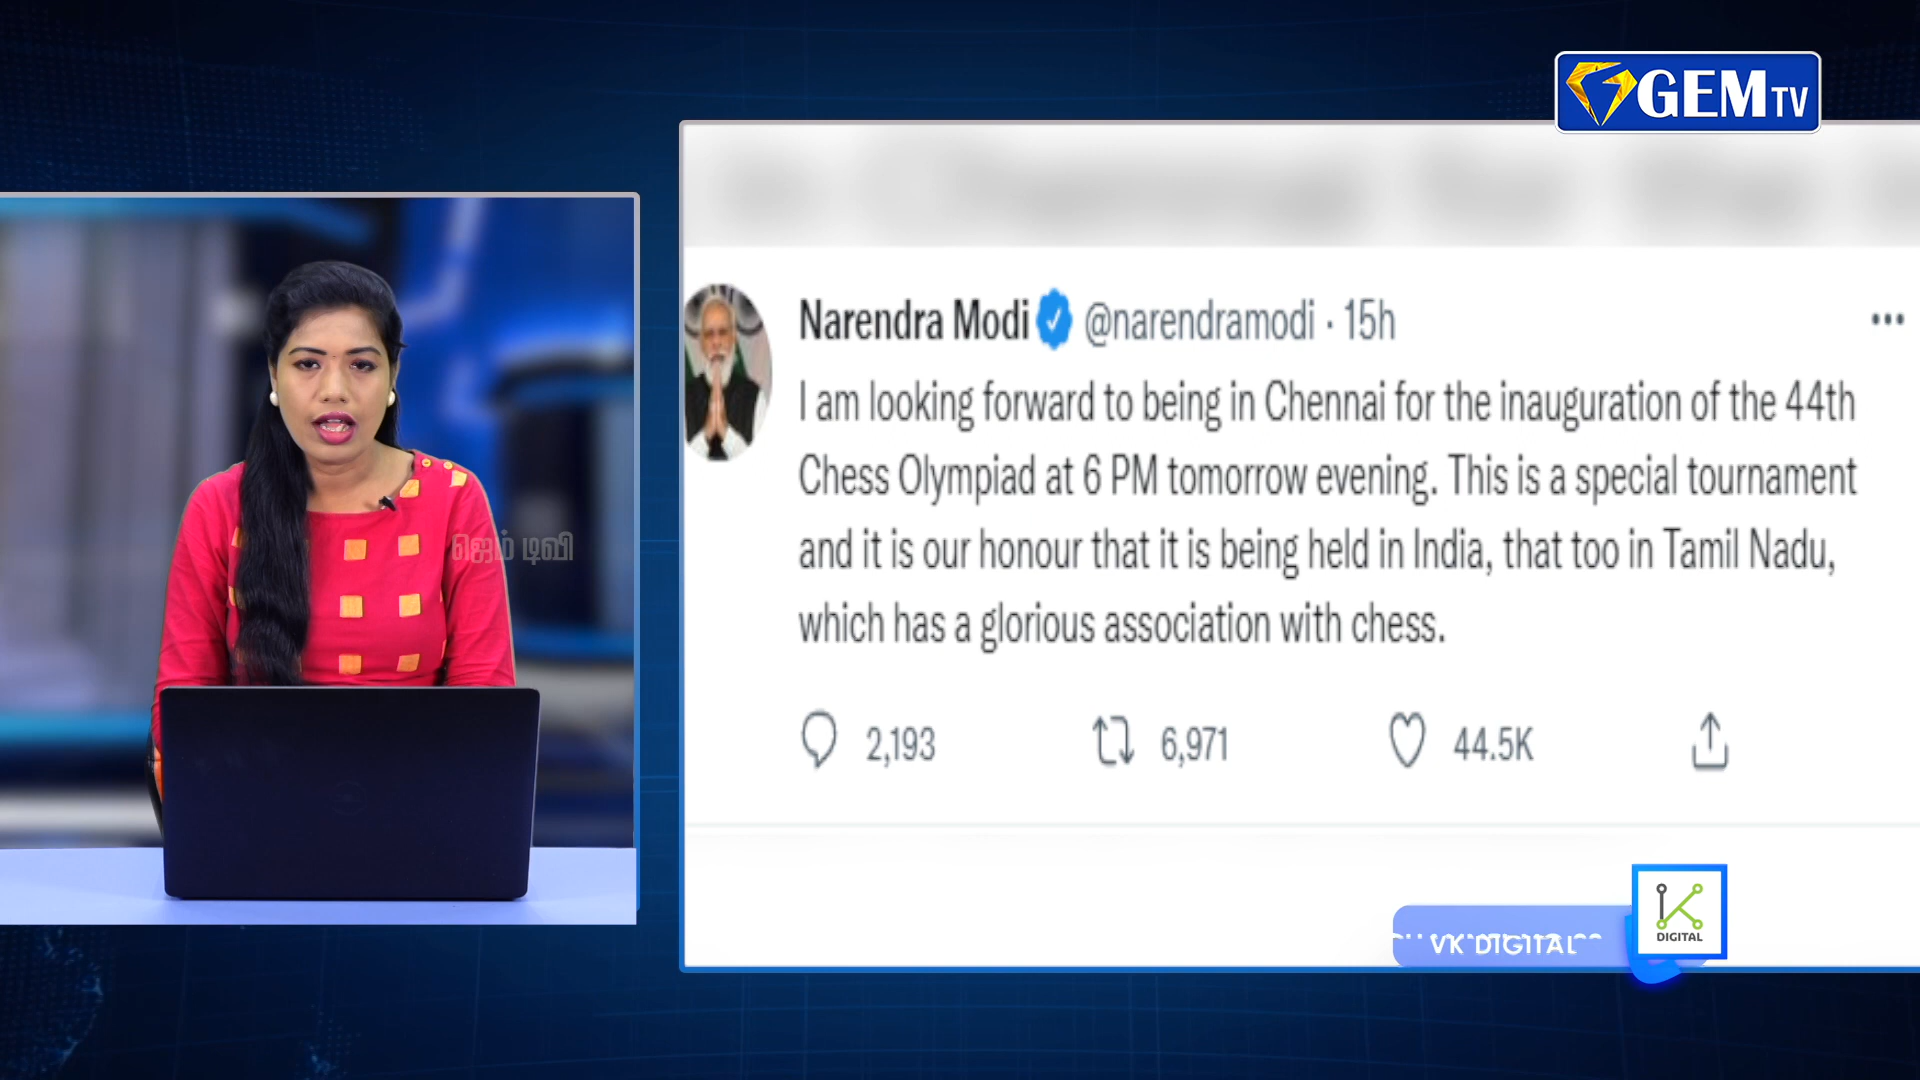 GEM TV
Narendra Modi @narendramodi · 15h
I am looking forward to being in Chennai for the inauguration of the 44th
Chess Olympiad at 6 PM tomorrow evening. This is a special tournament
and it is our honour that it is being held in India, that too in Tamil Nadu,
which has a glorious association with chess.
2,193 6,971 44.5K
ஜெம் டிவி
VK DIGITAL
DIGITAL